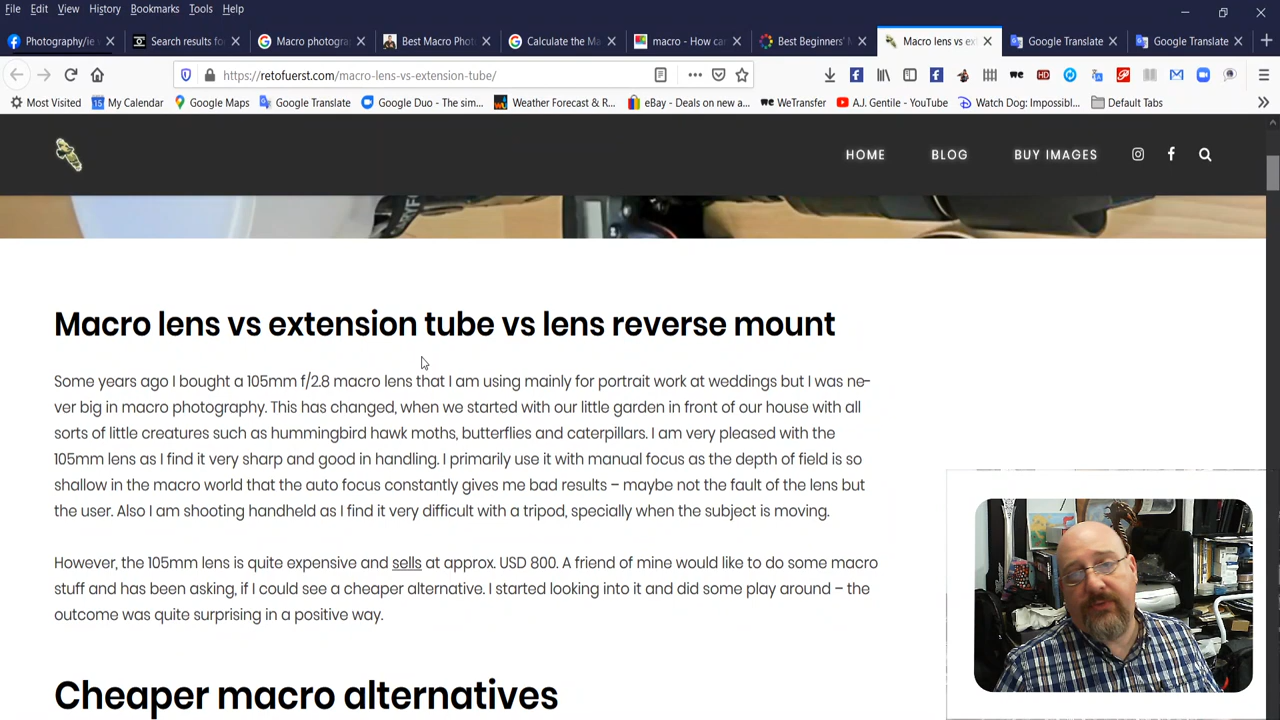 File Edit View History Bookmarks Tools Help
Photography/ie Search results fo Macro photogra Best Macro Phot Calculate the Ma macro - How ca Best Beginners' M Macro lens vs ex Google Translate Google Translate
https://retofuerst.com/macro-lens-vs-extension-tube/
Most Visited My Calendar Google Maps Google Translate Google Duo - The sim... Weather Forecast & R... eBay - Deals on new a... WeTransfer A.J. Gentile - YouTube Watch Dog: Impossibl... Default Tabs
HOME BLOG BUY IMAGES
Macro lens vs extension tube vs lens reverse mount
Some years ago I bought a 105mm f/2.8 macro lens that I am using mainly for portrait work at weddings but I was ne-
ver big in macro photography. This has changed, when we started with our little garden in front of our house with all
sorts of little creatures such as hummingbird hawk moths, butterflies and caterpillars. I am very pleased with the
105mm lens as I find it very sharp and good in handling. I primarily use it with manual focus as the depth of field is so
shallow in the macro world that the auto focus constantly gives me bad results – maybe not the fault of the lens but
the user. Also I am shooting handheld as I find it very difficult with a tripod, specially when the subject is moving.
However, the 105mm lens is quite expensive and sells at approx. USD 800. A friend of mine would like to do some macro
stuff and has been asking, if I could see a cheaper alternative. I started looking into it and did some play around – the
outcome was quite surprising in a positive way.
Cheaper macro alternatives